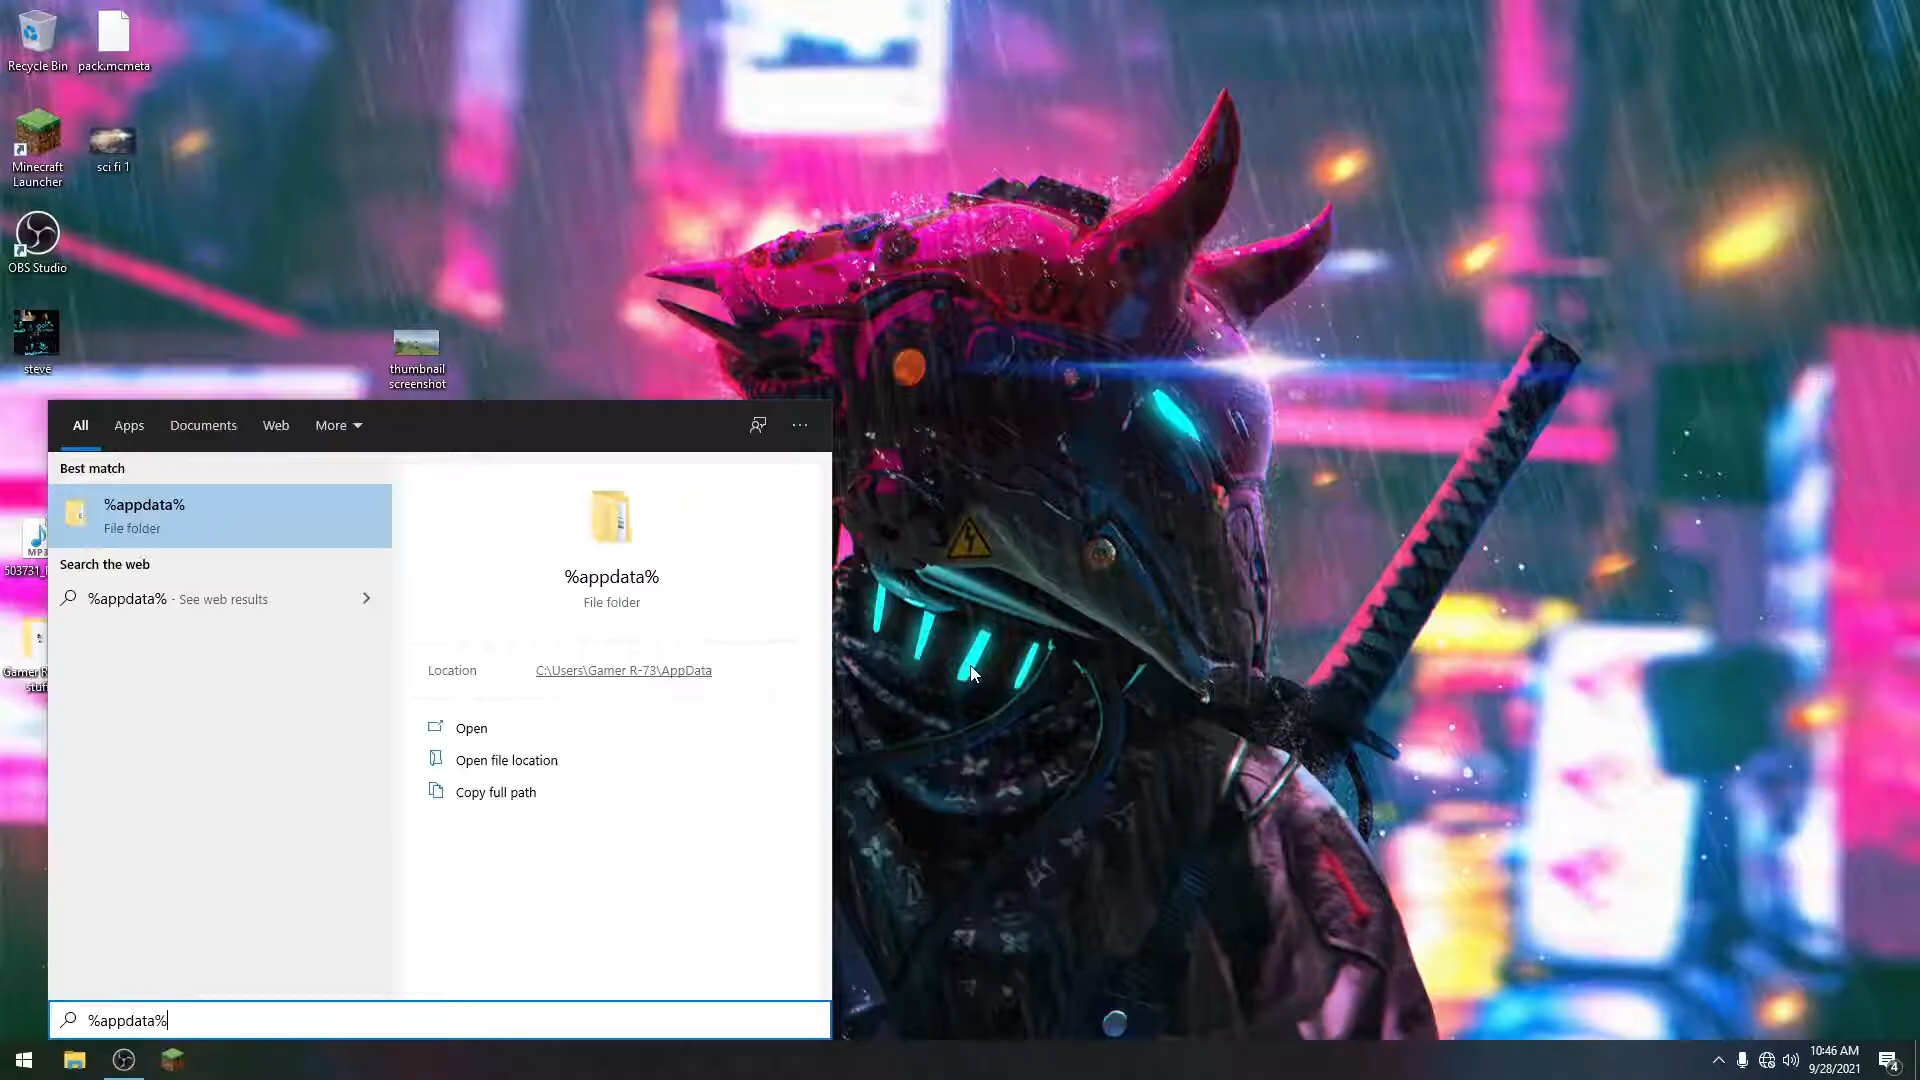 Recycle Bin
pack.mcmeta
Minecraft
Launcher
sci fi 1
OBS Studio
steve
thumbnail
screenshot
MP3
503731_
Gamer R
stuf
All
Apps
Documents
Web
More
Best match
%appdata%
File folder
Search the web
%appdata% - See web results
%appdata%
File folder
Location
C:\Users\Gamer R-73\AppData
Open
Open file location
Copy full path
%appdata%
10:46 AM
9/28/2021
4